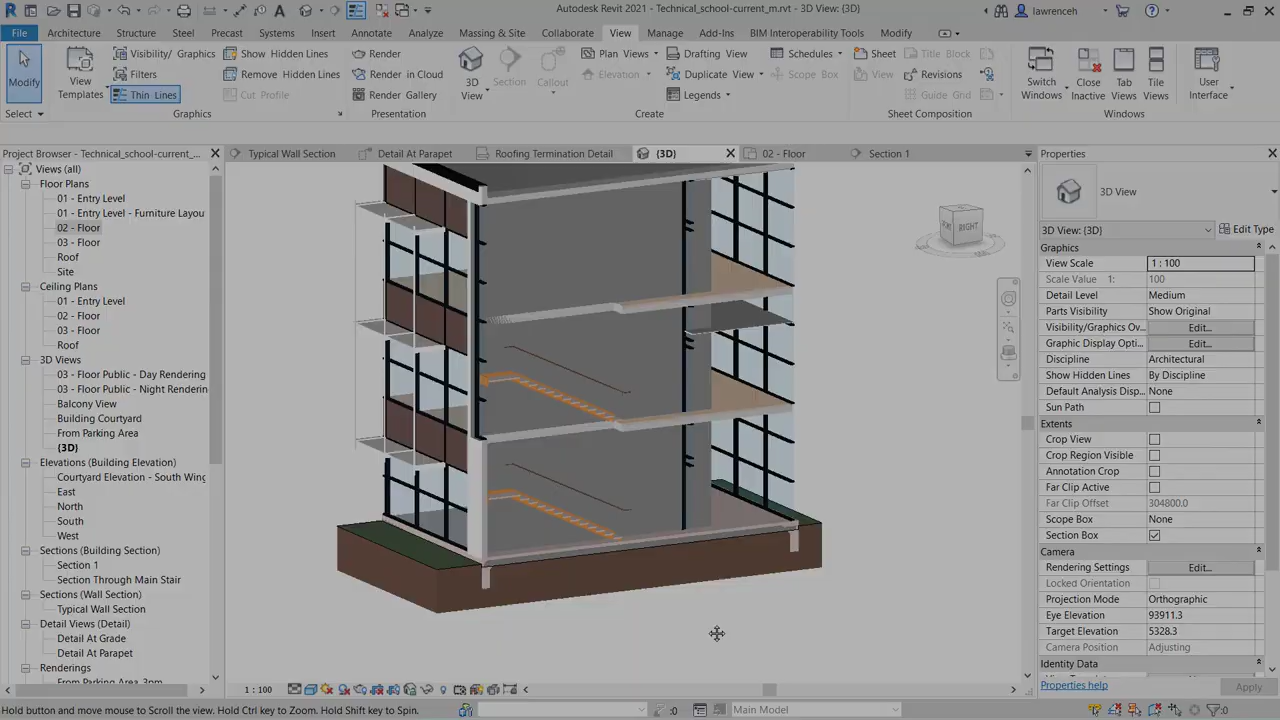 Autodesk Revit 2021 - Technical_school-current_m.rvt - 3D View: {3D}
lawrenceh
File
Architecture
Structure
Steel
Precast
Systems
Insert
Annotate
Analyze
Massing & Site
Collaborate
View
Manage
Add-Ins
BIM Interoperability Tools
Modify
Modify
Select
View Templates
Visibility/ Graphics
Filters
Thin Lines
Show Hidden Lines
Remove Hidden Lines
Cut Profile
Graphics
Render
Render in Cloud
Render Gallery
Presentation
3D View
Section
Callout
Plan Views
Elevation
Drafting View
Duplicate View
Legends
Schedules
Scope Box
Create
Sheet
View
Title Block
Revisions
Guide Grid
Sheet Composition
Switch Windows
Close Inactive
Tab Views
Tile Views
Windows
User Interface
Project Browser - Technical_school-current_...
Typical Wall Section
Detail At Parapet
Roofing Termination Detail
{3D}
02 - Floor
Section 1
Properties
Views (all)
Floor Plans
01 - Entry Level
01 - Entry Level - Furniture Layou
02 - Floor
03 - Floor
Roof
Site
Ceiling Plans
01 - Entry Level
02 - Floor
03 - Floor
Roof
3D Views
03 - Floor Public - Day Rendering
03 - Floor Public - Night Renderin
Balcony View
Building Courtyard
From Parking Area
{3D}
Elevations (Building Elevation)
Courtyard Elevation - South Wing
East
North
South
West
Sections (Building Section)
Section 1
Section Through Main Stair
Sections (Wall Section)
Typical Wall Section
Detail Views (Detail)
Detail At Grade
Detail At Parapet
Renderings
RIGHT
3D View
3D View: {3D}
Edit Type
Graphics
View Scale 1 : 100
Scale Value 1: 100
Detail Level Medium
Parts Visibility Show Original
Visibility/Graphics Ov... Edit...
Graphic Display Opti... Edit...
Discipline Architectural
Show Hidden Lines By Discipline
Default Analysis Disp... None
Sun Path
Extents
Crop View
Crop Region Visible
Annotation Crop
Far Clip Active
Far Clip Offset 304800.0
Scope Box None
Section Box
Camera
Rendering Settings Edit...
Locked Orientation
Projection Mode Orthographic
Eye Elevation 93911.3
Target Elevation 5328.3
Camera Position Adjusting
Identity Data
Properties help
Apply
1 : 100
Hold button and move mouse to Scroll the view. Hold Ctrl key to Zoom. Hold Shift key to Spin.
:0
Main Model
:0